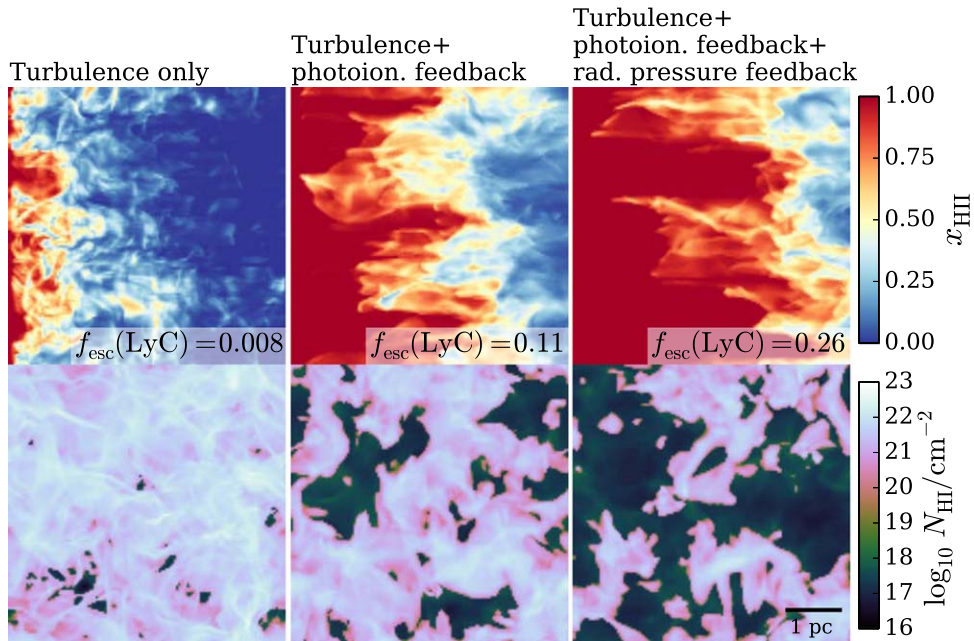 Turbulence only
Turbulence+
photoion. feedback
Turbulence+
photoion. feedback+
rad. pressure feedback
f_esc(LyC)=0.008
f_esc(LyC)=0.11
f_esc(LyC)=0.26
1.00
0.75
0.50
0.25
0.00
x_HII
23
22
21
20
19
18
17
16
log₁₀ N_HI/cm⁻²
1 pc